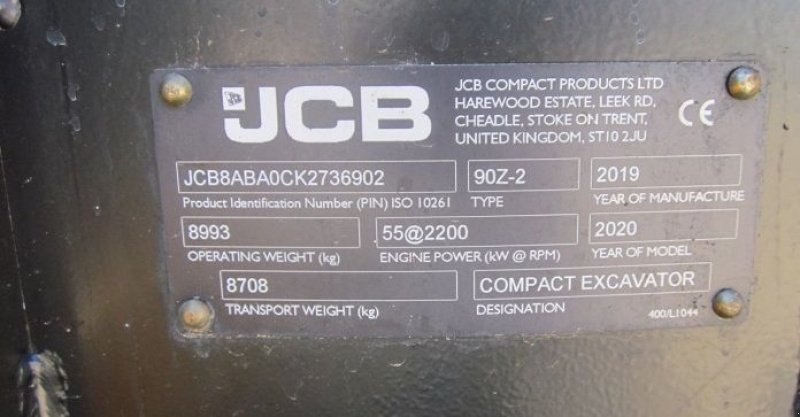 JCB
JCB COMPACT PRODUCTS LTD
HAREWOOD ESTATE, LEEK RD,
CHEADLE, STOKE ON TRENT,
UNITED KINGDOM, ST10 2JU
CE
JCB8ABA0CK2736902
Product Identification Number (PIN) ISO 10261
90Z-2
TYPE
2019
YEAR OF MANUFACTURE
8993
OPERATING WEIGHT (kg)
55@2200
ENGINE POWER (kW @ RPM)
2020
YEAR OF MODEL
8708
TRANSPORT WEIGHT (kg)
COMPACT EXCAVATOR
DESIGNATION
400/L1044